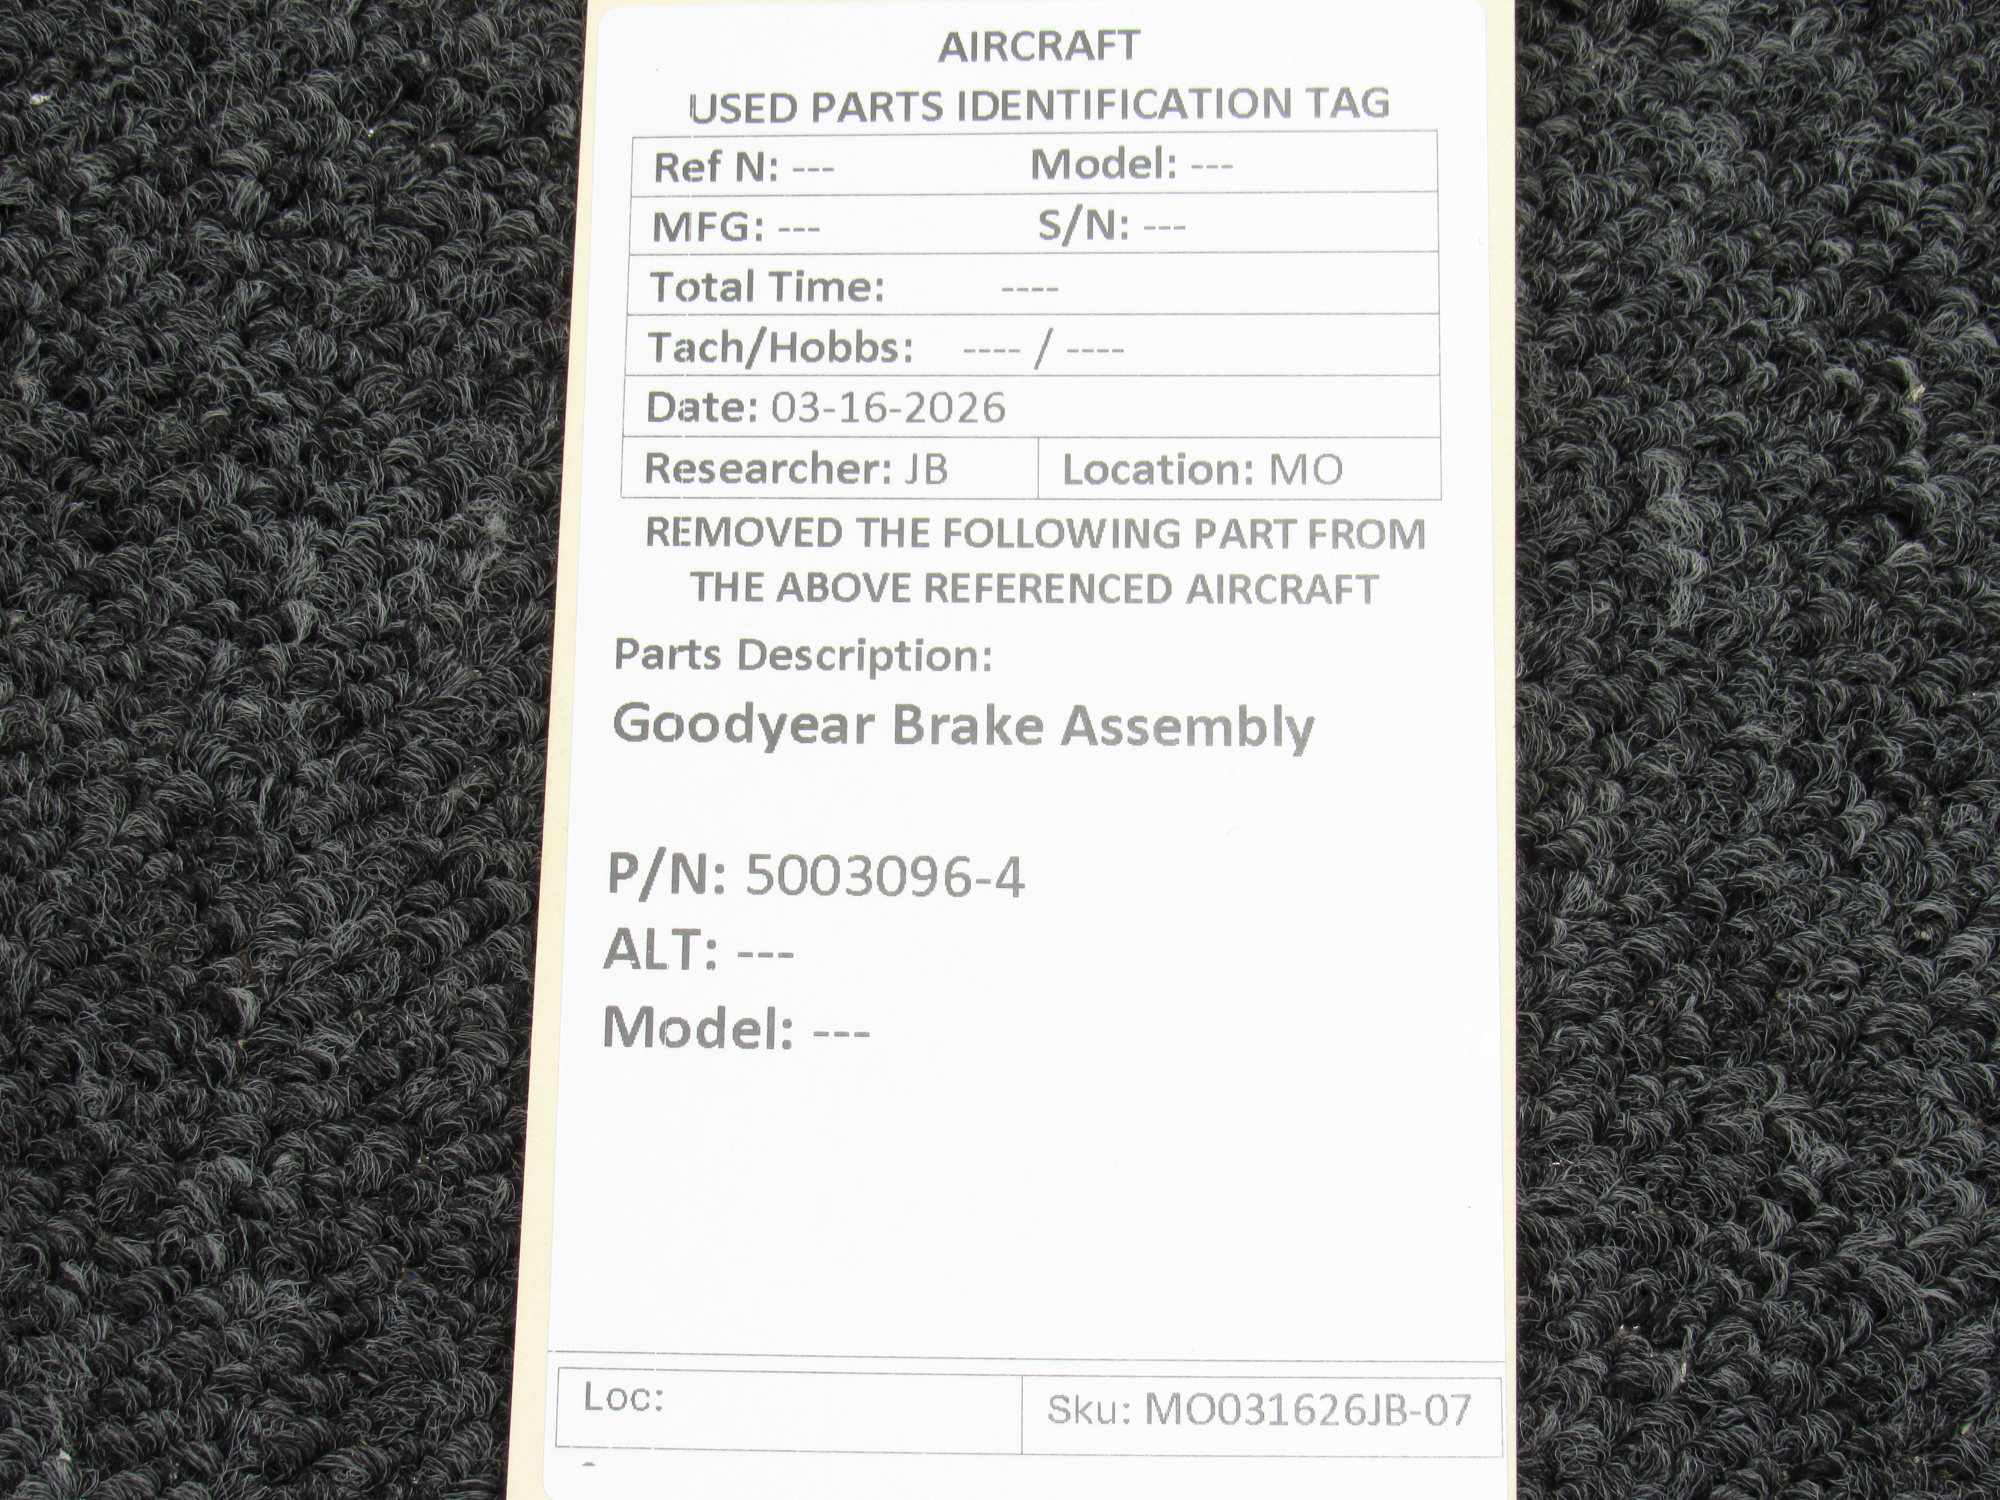 AIRCRAFT
USED PARTS IDENTIFICATION TAG
Ref N: --- Model: ---
MFG: --- S/N: ---
Total Time: ----
Tach/Hobbs: ---- / ----
Date: 03-16-2026
Researcher: JB Location: MO
REMOVED THE FOLLOWING PART FROM
THE ABOVE REFERENCED AIRCRAFT
Parts Description:
Goodyear Brake Assembly
P/N: 5003096-4
ALT: ---
Model: ---
Loc: Sku: MO031626JB-07